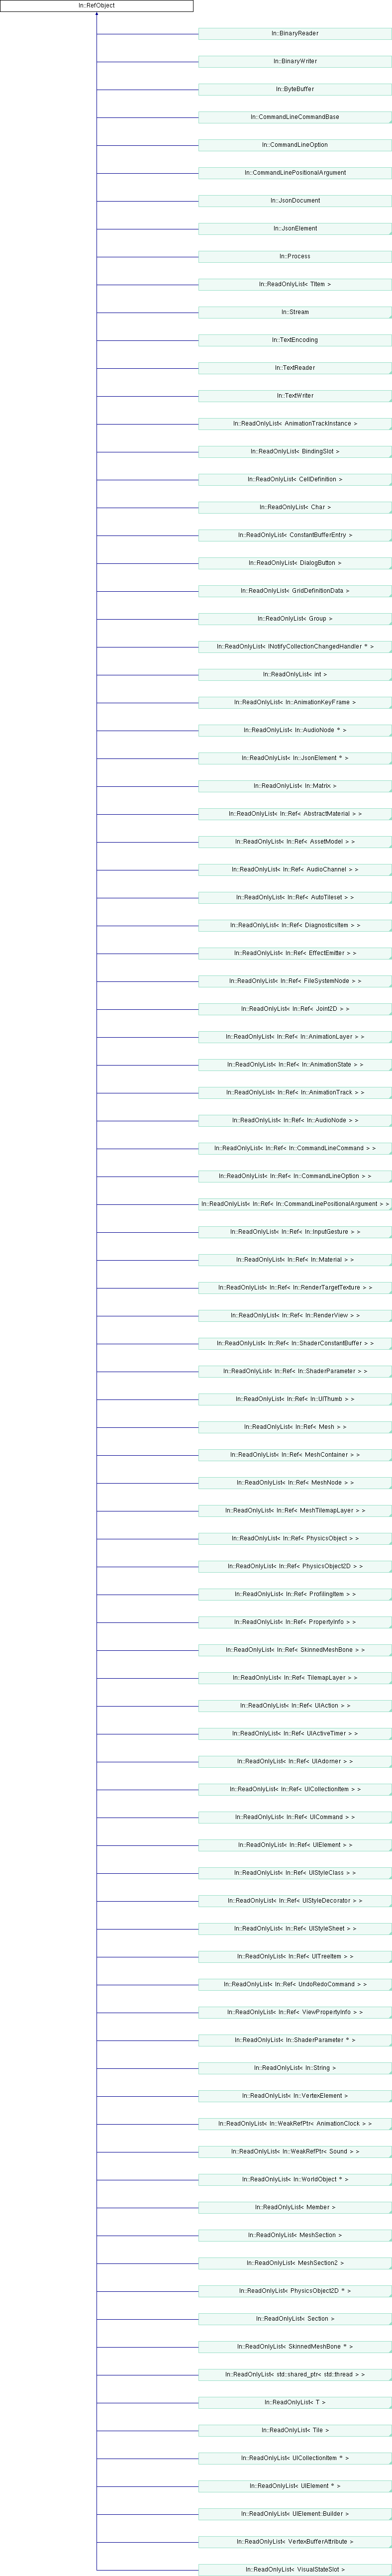 ln::RefObject
ln::BinaryReader
ln::BinaryWriter
ln::ByteBuffer
ln::CommandLineCommandBase
ln::CommandLineOption
ln::CommandLinePositionalArgument
ln::JsonDocument
ln::JsonElement
ln::Process
ln::ReadOnlyList< TItem >
ln::Stream
ln::TextEncoding
ln::TextReader
ln::TextWriter
ln::ReadOnlyList< AnimationTrackInstance >
ln::ReadOnlyList< BindingSlot >
ln::ReadOnlyList< CellDefinition >
ln::ReadOnlyList< Char >
ln::ReadOnlyList< ConstantBufferEntry >
ln::ReadOnlyList< DialogButton >
ln::ReadOnlyList< GridDefinitionData >
ln::ReadOnlyList< Group >
ln::ReadOnlyList< INotifyCollectionChangedHandler * >
ln::ReadOnlyList< int >
ln::ReadOnlyList< ln::AnimationKeyFrame >
ln::ReadOnlyList< ln::AudioNode * >
ln::ReadOnlyList< ln::JsonElement * >
ln::ReadOnlyList< ln::Matrix >
ln::ReadOnlyList< ln::Ref< AbstractMaterial > >
ln::ReadOnlyList< ln::Ref< AssetModel > >
ln::ReadOnlyList< ln::Ref< AudioChannel > >
ln::ReadOnlyList< ln::Ref< AutoTileset > >
ln::ReadOnlyList< ln::Ref< DiagnosticsItem > >
ln::ReadOnlyList< ln::Ref< EffectEmitter > >
ln::ReadOnlyList< ln::Ref< FileSystemNode > >
ln::ReadOnlyList< ln::Ref< Joint2D > >
ln::ReadOnlyList< ln::Ref< ln::AnimationLayer > >
ln::ReadOnlyList< ln::Ref< ln::AnimationState > >
ln::ReadOnlyList< ln::Ref< ln::AnimationTrack > >
ln::ReadOnlyList< ln::Ref< ln::AudioNode > >
ln::ReadOnlyList< ln::Ref< ln::CommandLineCommand > >
ln::ReadOnlyList< ln::Ref< ln::CommandLineOption > >
ln::ReadOnlyList< ln::Ref< ln::CommandLinePositionalArgument > >
ln::ReadOnlyList< ln::Ref< ln::InputGesture > >
ln::ReadOnlyList< ln::Ref< ln::Material > >
ln::ReadOnlyList< ln::Ref< ln::RenderTargetTexture > >
ln::ReadOnlyList< ln::Ref< ln::RenderView > >
ln::ReadOnlyList< ln::Ref< ln::ShaderConstantBuffer > >
ln::ReadOnlyList< ln::Ref< ln::ShaderParameter > >
ln::ReadOnlyList< ln::Ref< ln::UIThumb > >
ln::ReadOnlyList< ln::Ref< Mesh > >
ln::ReadOnlyList< ln::Ref< MeshContainer > >
ln::ReadOnlyList< ln::Ref< MeshNode > >
ln::ReadOnlyList< ln::Ref< MeshTilemapLayer > >
ln::ReadOnlyList< ln::Ref< PhysicsObject > >
ln::ReadOnlyList< ln::Ref< PhysicsObject2D > >
ln::ReadOnlyList< ln::Ref< ProfilingItem > >
ln::ReadOnlyList< ln::Ref< PropertyInfo > >
ln::ReadOnlyList< ln::Ref< SkinnedMeshBone > >
ln::ReadOnlyList< ln::Ref< TilemapLayer > >
ln::ReadOnlyList< ln::Ref< UIAction > >
ln::ReadOnlyList< ln::Ref< UIActiveTimer > >
ln::ReadOnlyList< ln::Ref< UIAdorner > >
ln::ReadOnlyList< ln::Ref< UICollectionItem > >
ln::ReadOnlyList< ln::Ref< UICommand > >
ln::ReadOnlyList< ln::Ref< UIElement > >
ln::ReadOnlyList< ln::Ref< UIStyleClass > >
ln::ReadOnlyList< ln::Ref< UIStyleDecorator > >
ln::ReadOnlyList< ln::Ref< UIStyleSheet > >
ln::ReadOnlyList< ln::Ref< UITreeItem > >
ln::ReadOnlyList< ln::Ref< UndoRedoCommand > >
ln::ReadOnlyList< ln::Ref< ViewPropertyInfo > >
ln::ReadOnlyList< ln::ShaderParameter * >
ln::ReadOnlyList< ln::String >
ln::ReadOnlyList< ln::VertexElement >
ln::ReadOnlyList< ln::WeakRefPtr< AnimationClock > >
ln::ReadOnlyList< ln::WeakRefPtr< Sound > >
ln::ReadOnlyList< ln::WorldObject * >
ln::ReadOnlyList< Member >
ln::ReadOnlyList< MeshSection >
ln::ReadOnlyList< MeshSection2 >
ln::ReadOnlyList< PhysicsObject2D * >
ln::ReadOnlyList< Section >
ln::ReadOnlyList< SkinnedMeshBone * >
ln::ReadOnlyList< std::shared_ptr< std::thread > >
ln::ReadOnlyList< T >
ln::ReadOnlyList< Tile >
ln::ReadOnlyList< UICollectionItem * >
ln::ReadOnlyList< UIElement * >
ln::ReadOnlyList< UIElement::Builder >
ln::ReadOnlyList< VertexBufferAttribute >
ln::ReadOnlyList< VisualStateSlot >